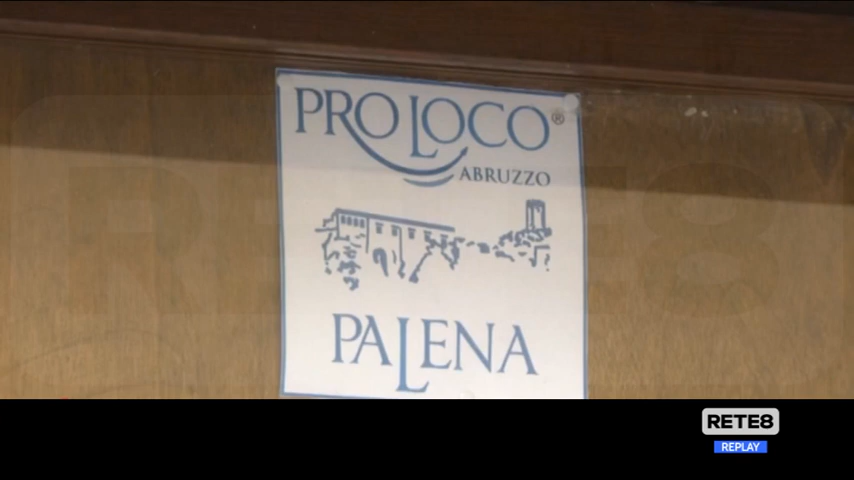 PRO LOCO®
ABRUZZO
PALENA
RETE8
REPLAY